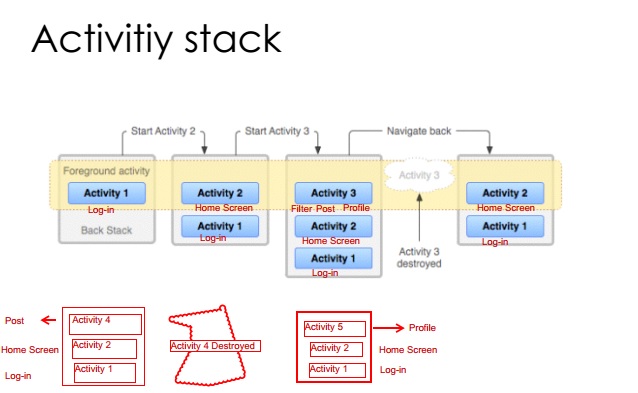 Activitiy stack
Start Activity 2
Start Activity 3
Navigate back
Foreground activity
Activity 3
Activity 1
Activity 2
Activity 3
Activity 2
Log-in
Home Screen
Filter Post Profile
Home Screen
Back Stack
Activity 1
Activity 2
Activity 1
Log-in
Home Screen
Log-in
Activity 1
Log-in
Activity 3
destroyed
Post
Activity 4
Activity 5
Profile
Home Screen
Activity 2
Activity 4 Destroyed
Activity 2
Home Screen
Log-in
Activity 1
Activity 1
Log-in